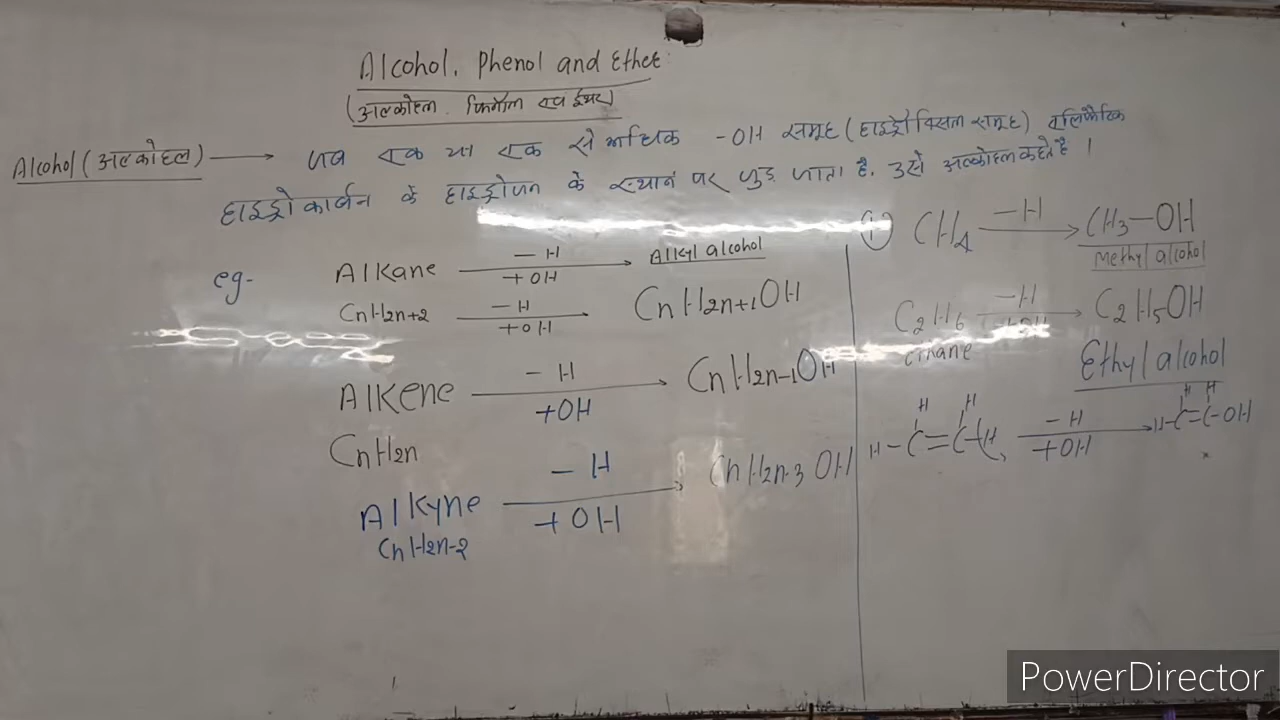 Alcohol, Phenol and Ether
(अल्कोहल, फिनॉल एवं ईथर)
Alcohol (अल्कोहल) → जब एक या एक से अधिक -OH समूह (हाइड्रोक्सिल समूह) एलिफैटिक
हाइड्रोकार्बन के हाइड्रोजन के स्थान पर जुड़ जाता है, उसे अल्कोहल कहते है ।
eg-
Alkane —-H/+OH→ Alkyl alcohol
CnH2n+2 —-H/+OH→ CnH2n+1OH
Alkene —-H/+OH→ CnH2n-1OH
CnH2n
Alkyne —-H/+OH→ CnH2n-3OH
CnH2n-2
① CH4 —-H→ CH3-OH
Methyl alcohol
C2H6 —-H/+OH→ C2H5OH
Ethane Ethyl alcohol
H H H H
H-C=C-H —-H/+OH→ H-C=C-OH
PowerDirector